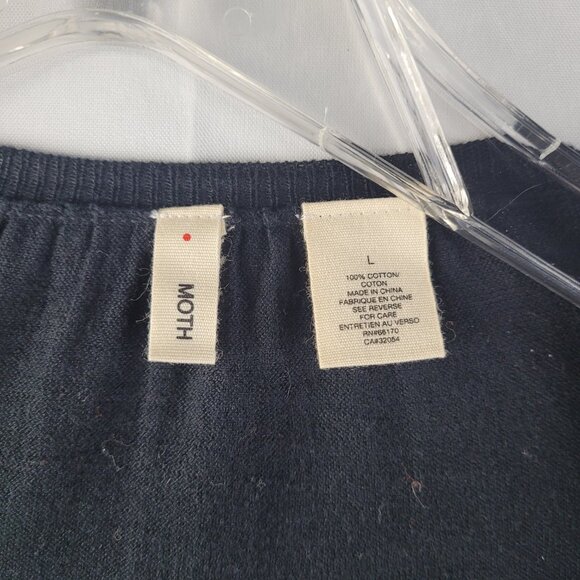 MOTH
L
100% COTTON/
COTON
MADE IN CHINA
FABRIQUE EN CHINE
SEE REVERSE
FOR CARE
ENTRETIEN AU VERSO
RN#66170
CA#32054